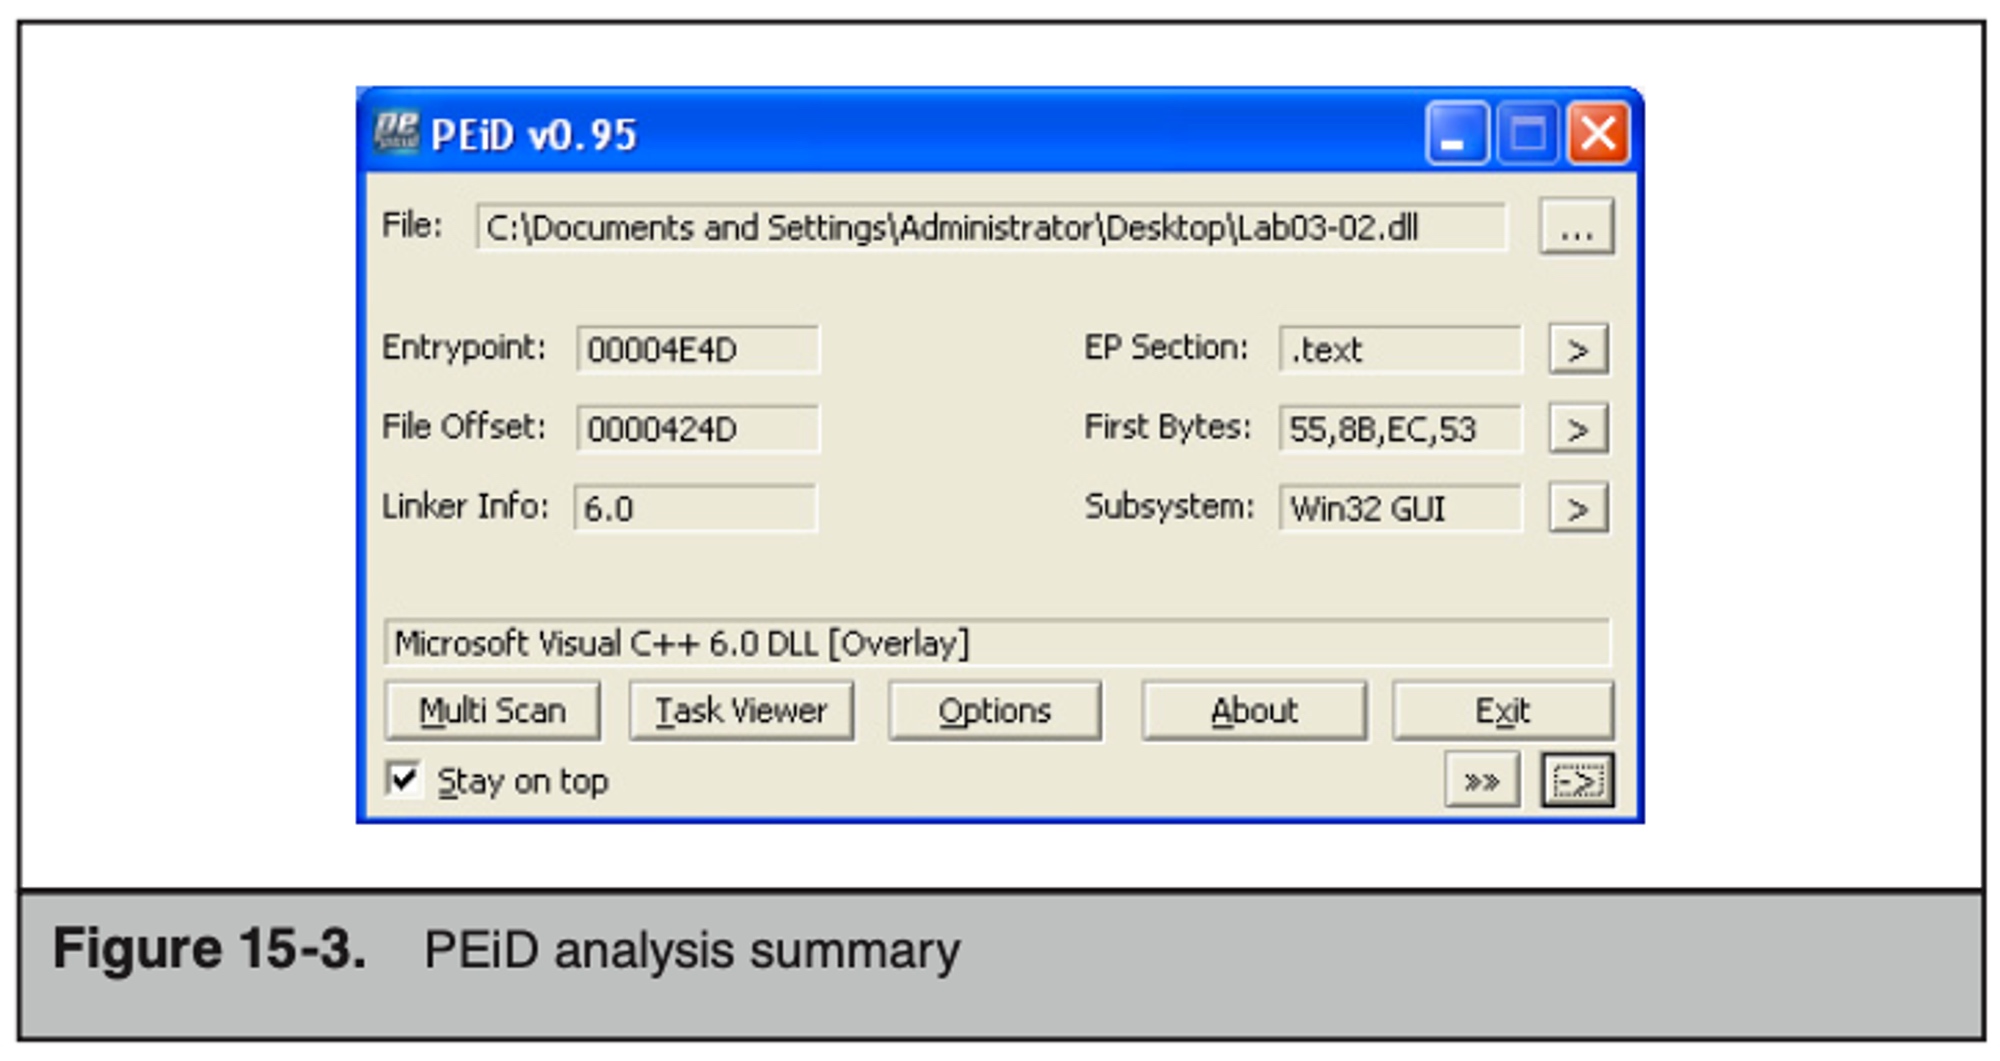 PEiD v0.95
File: C:\Documents and Settings\Administrator\Desktop\Lab03-02.dll ...
Entrypoint: 00004E4D EP Section: .text >
File Offset: 0000424D First Bytes: 55,8B,EC,53 >
Linker Info: 6.0 Subsystem: Win32 GUI >
Microsoft Visual C++ 6.0 DLL [Overlay]
Multi Scan Task Viewer Options About Exit
Stay on top »» ->
Figure 15-3. PEiD analysis summary